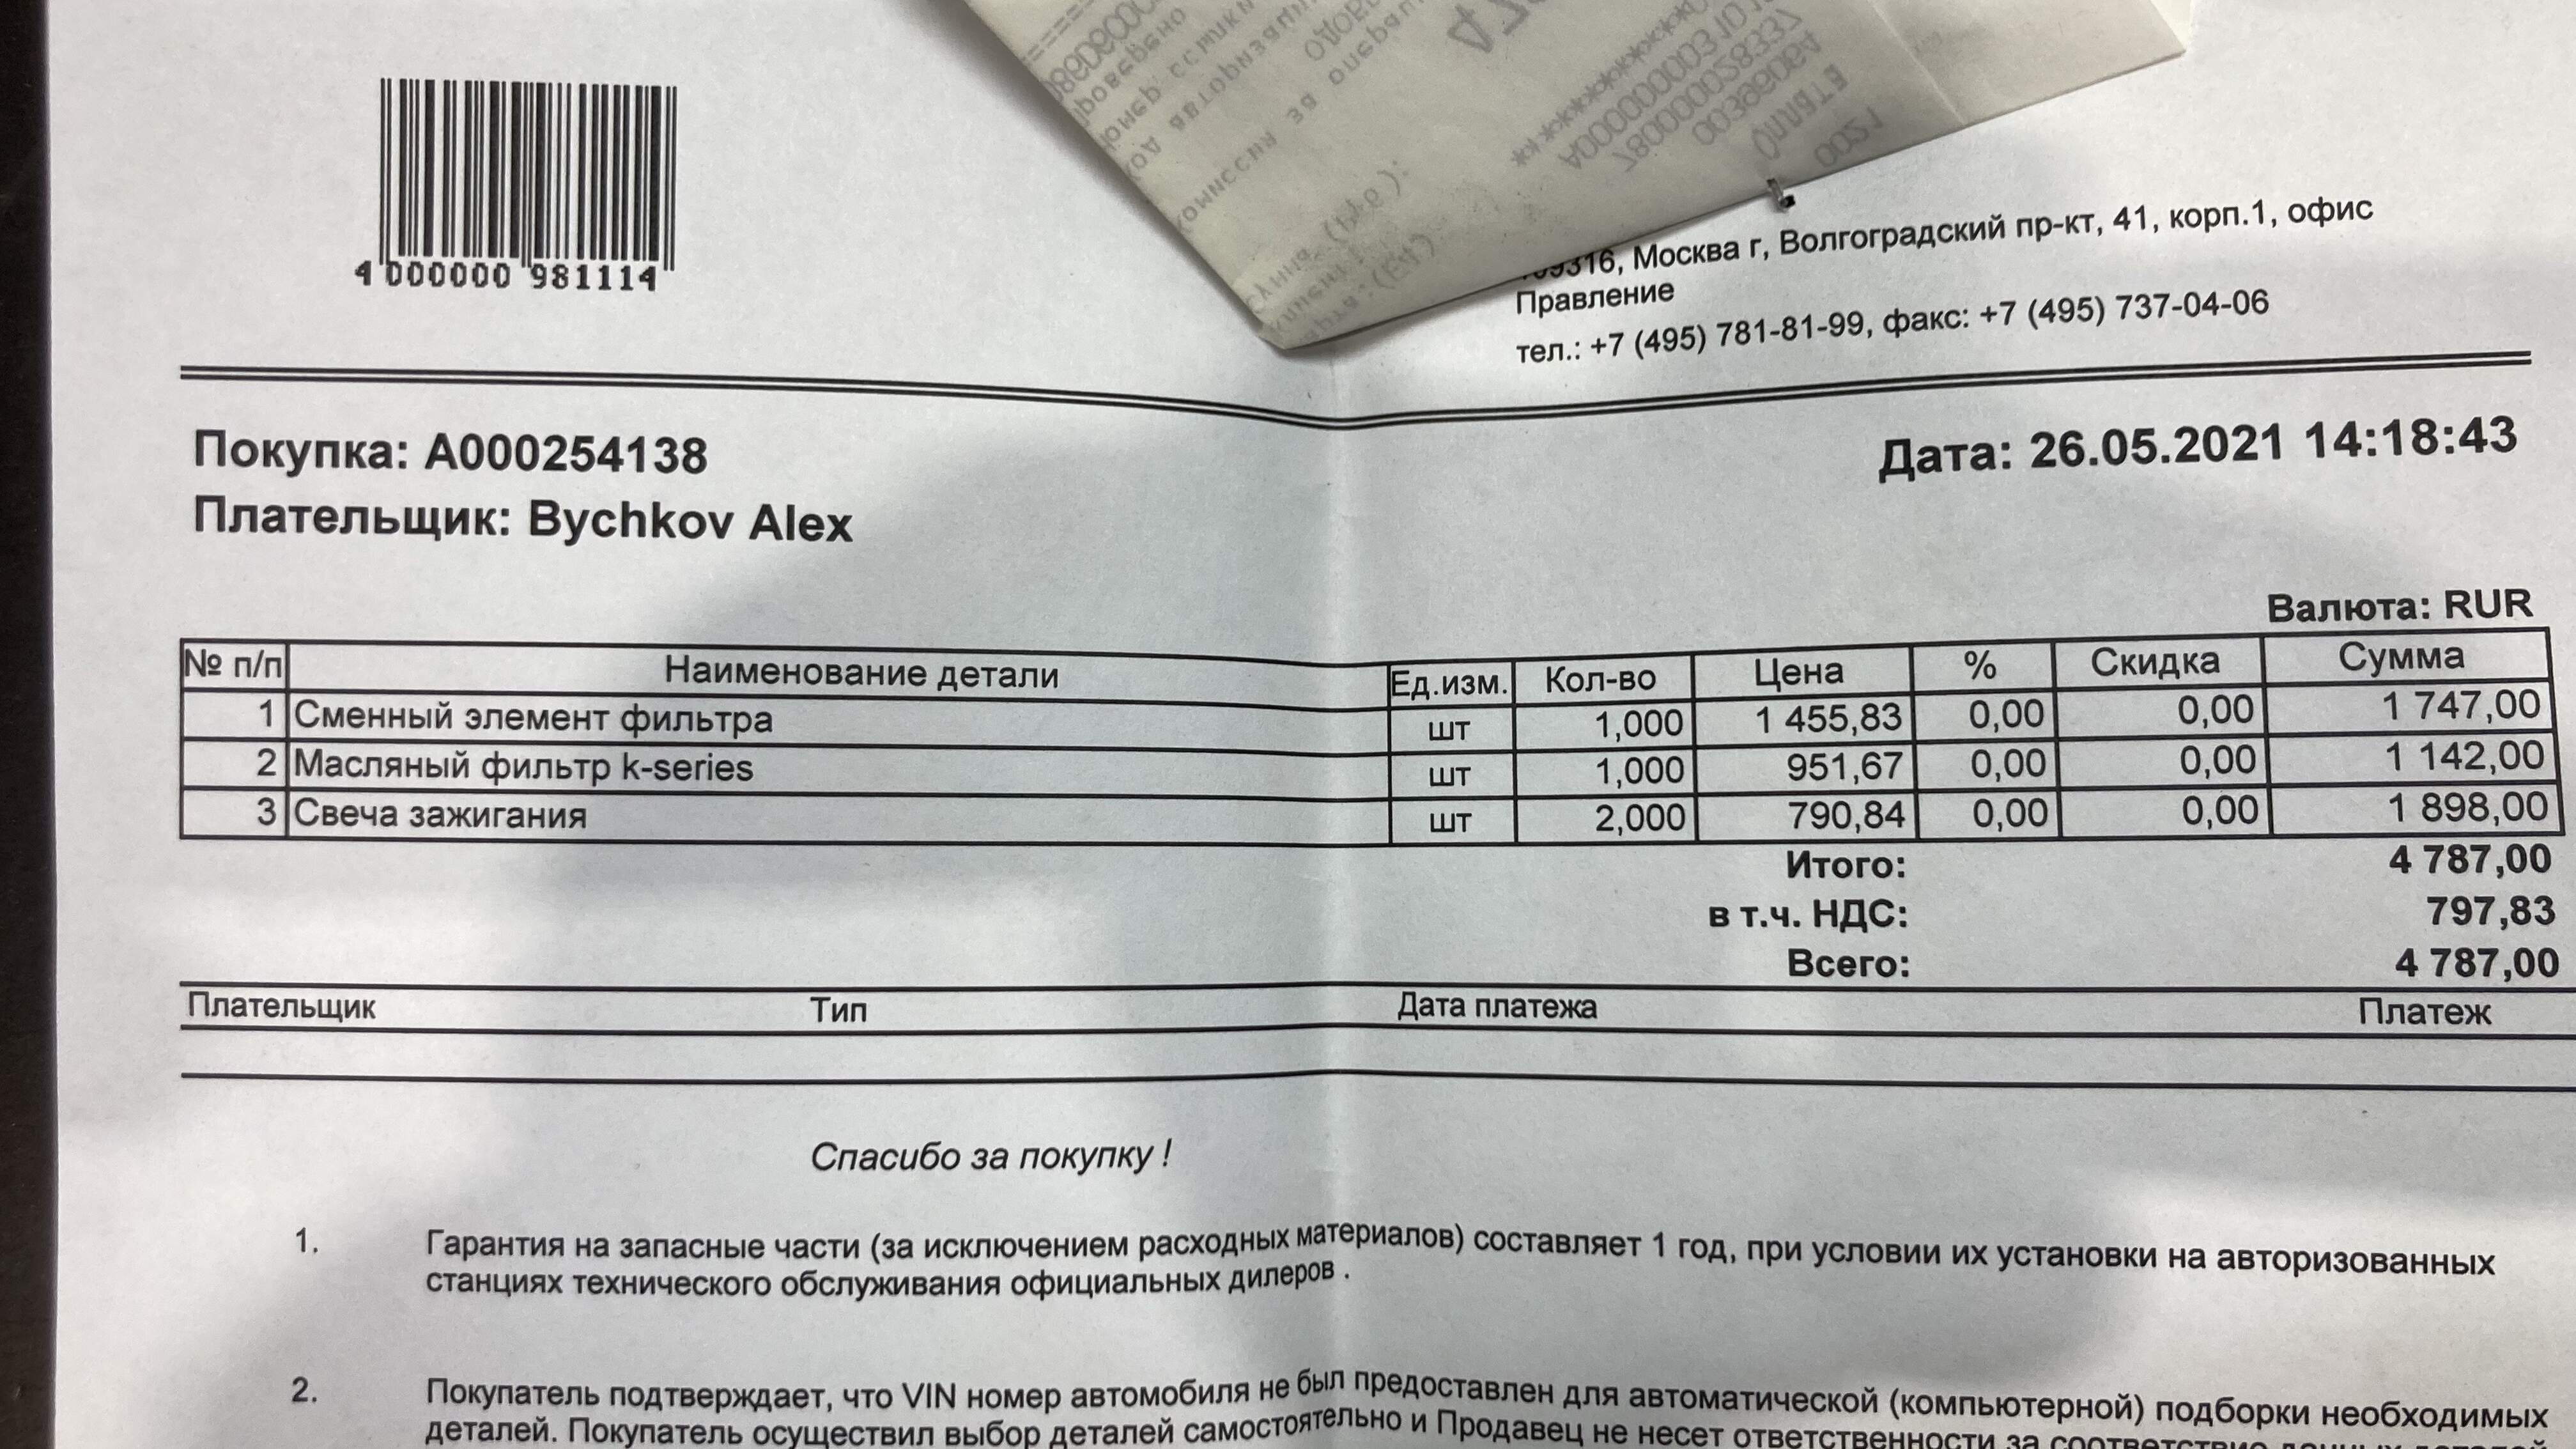 4 000000 981114
Москва г, Волгоградский пр-кт, 41, корп.1, офис
Правление
тел.: +7 (495) 781-81-99, факс: +7 (495) 737-04-06
Покупка: A000254138
Дата: 26.05.2021 14:18:43
Плательщик: Bychkov Alex
Валюта: RUR
№ п/п Наименование детали Ед.изм. Кол-во Цена % Скидка Сумма
1 Сменный элемент фильтра шт 1,000 1 455,83 0,00 0,00 1 747,00
2 Масляный фильтр k-series шт 1,000 951,67 0,00 0,00 1 142,00
3 Свеча зажигания шт 2,000 790,84 0,00 0,00 1 898,00
Итого: 4 787,00
в т.ч. НДС: 797,83
Всего: 4 787,00
Плательщик Тип Дата платежа Платеж
Спасибо за покупку !
1. Гарантия на запасные части (за исключением расходных материалов) составляет 1 год, при условии их установки на авторизованных
станциях технического обслуживания официальных дилеров .
2. Покупатель подтверждает, что VIN номер автомобиля не был предоставлен для автоматической (компьютерной) подборки необходимых
деталей. Покупатель осуществил выбор деталей самостоятельно и Продавец не несет ответственности за соответствие